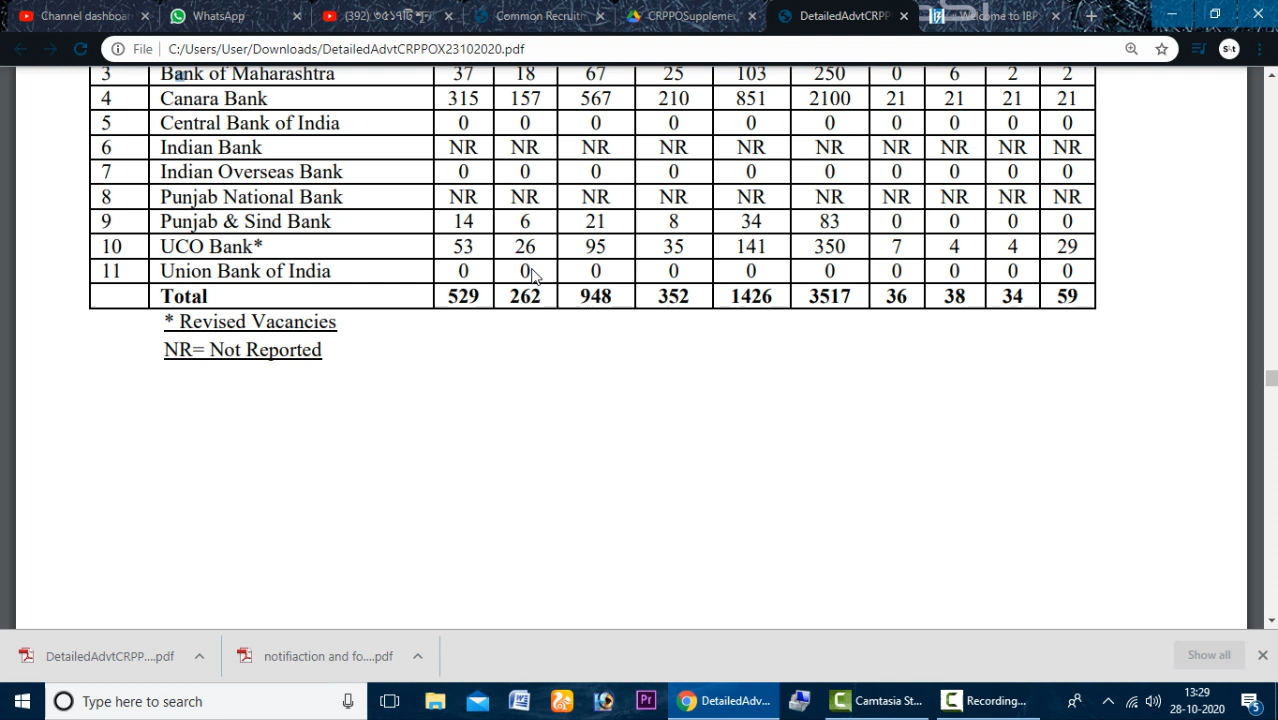 Channel dashboa WhatsApp (392) Common Recruitm CRPPOSupplemen DetailedAdvtCRPP Welcome to IBP
File C:/Users/User/Downloads/DetailedAdvtCRPPOX23102020.pdf
3 Bank of Maharashtra 37 18 67 25 103 250 0 6 2 2
4 Canara Bank 315 157 567 210 851 2100 21 21 21 21
5 Central Bank of India 0 0 0 0 0 0 0 0 0 0
6 Indian Bank NR NR NR NR NR NR NR NR NR NR
7 Indian Overseas Bank 0 0 0 0 0 0 0 0 0 0
8 Punjab National Bank NR NR NR NR NR NR NR NR NR NR
9 Punjab & Sind Bank 14 6 21 8 34 83 0 0 0 0
10 UCO Bank* 53 26 95 35 141 350 7 4 4 29
11 Union Bank of India 0 0 0 0 0 0 0 0 0 0
Total 529 262 948 352 1426 3517 36 38 34 59
* Revised Vacancies
NR= Not Reported
DetailedAdvtCRPP....pdf notifiaction and fo....pdf Show all
Type here to search DetailedAdv... Camtasia St... Recording... 13:29
28-10-2020 5